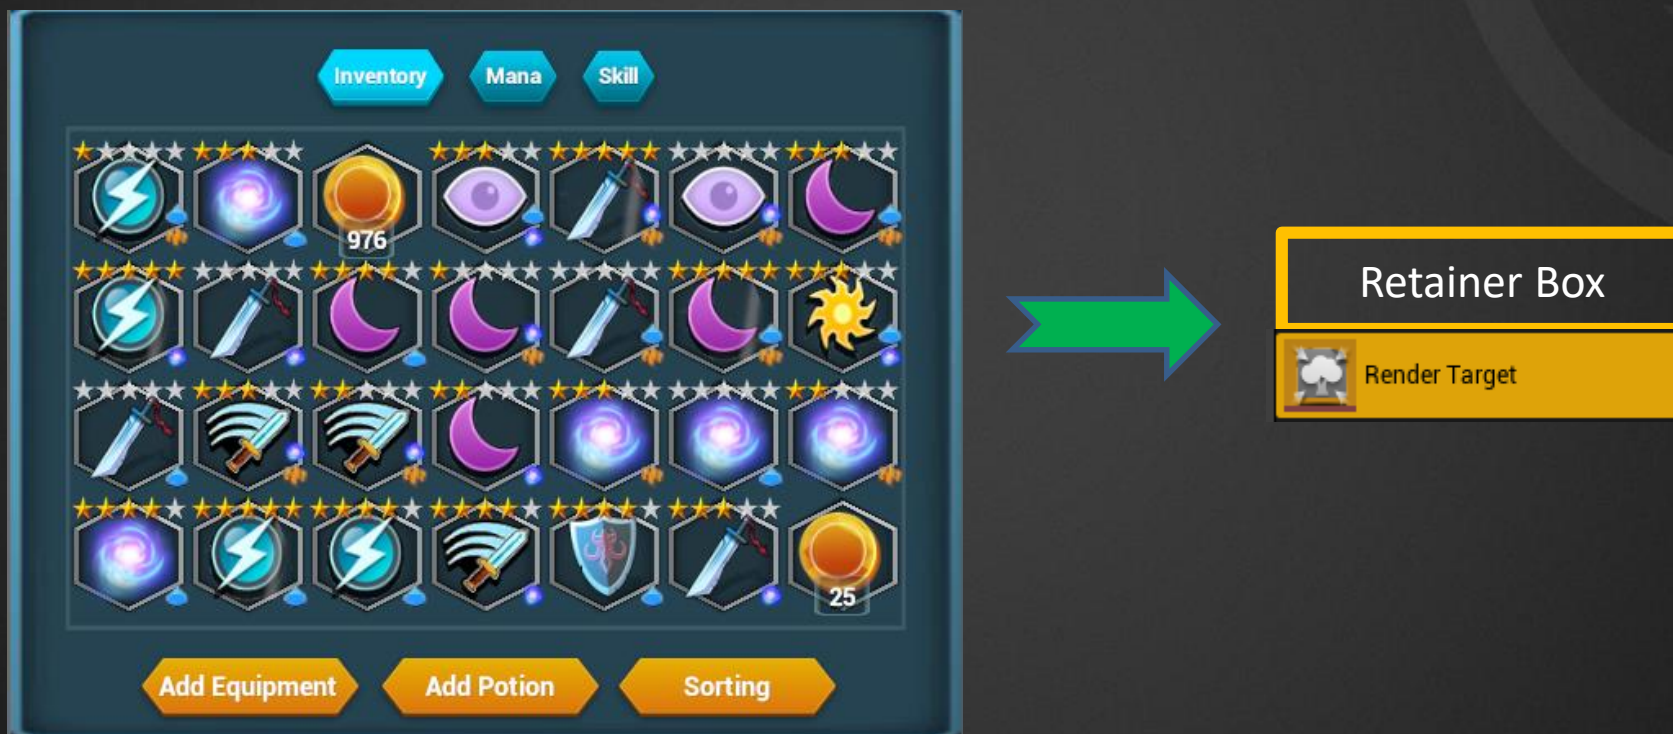 Inventory
Mana
Skill
976
25
Add Equipment
Add Potion
Sorting
Retainer Box
Render Target